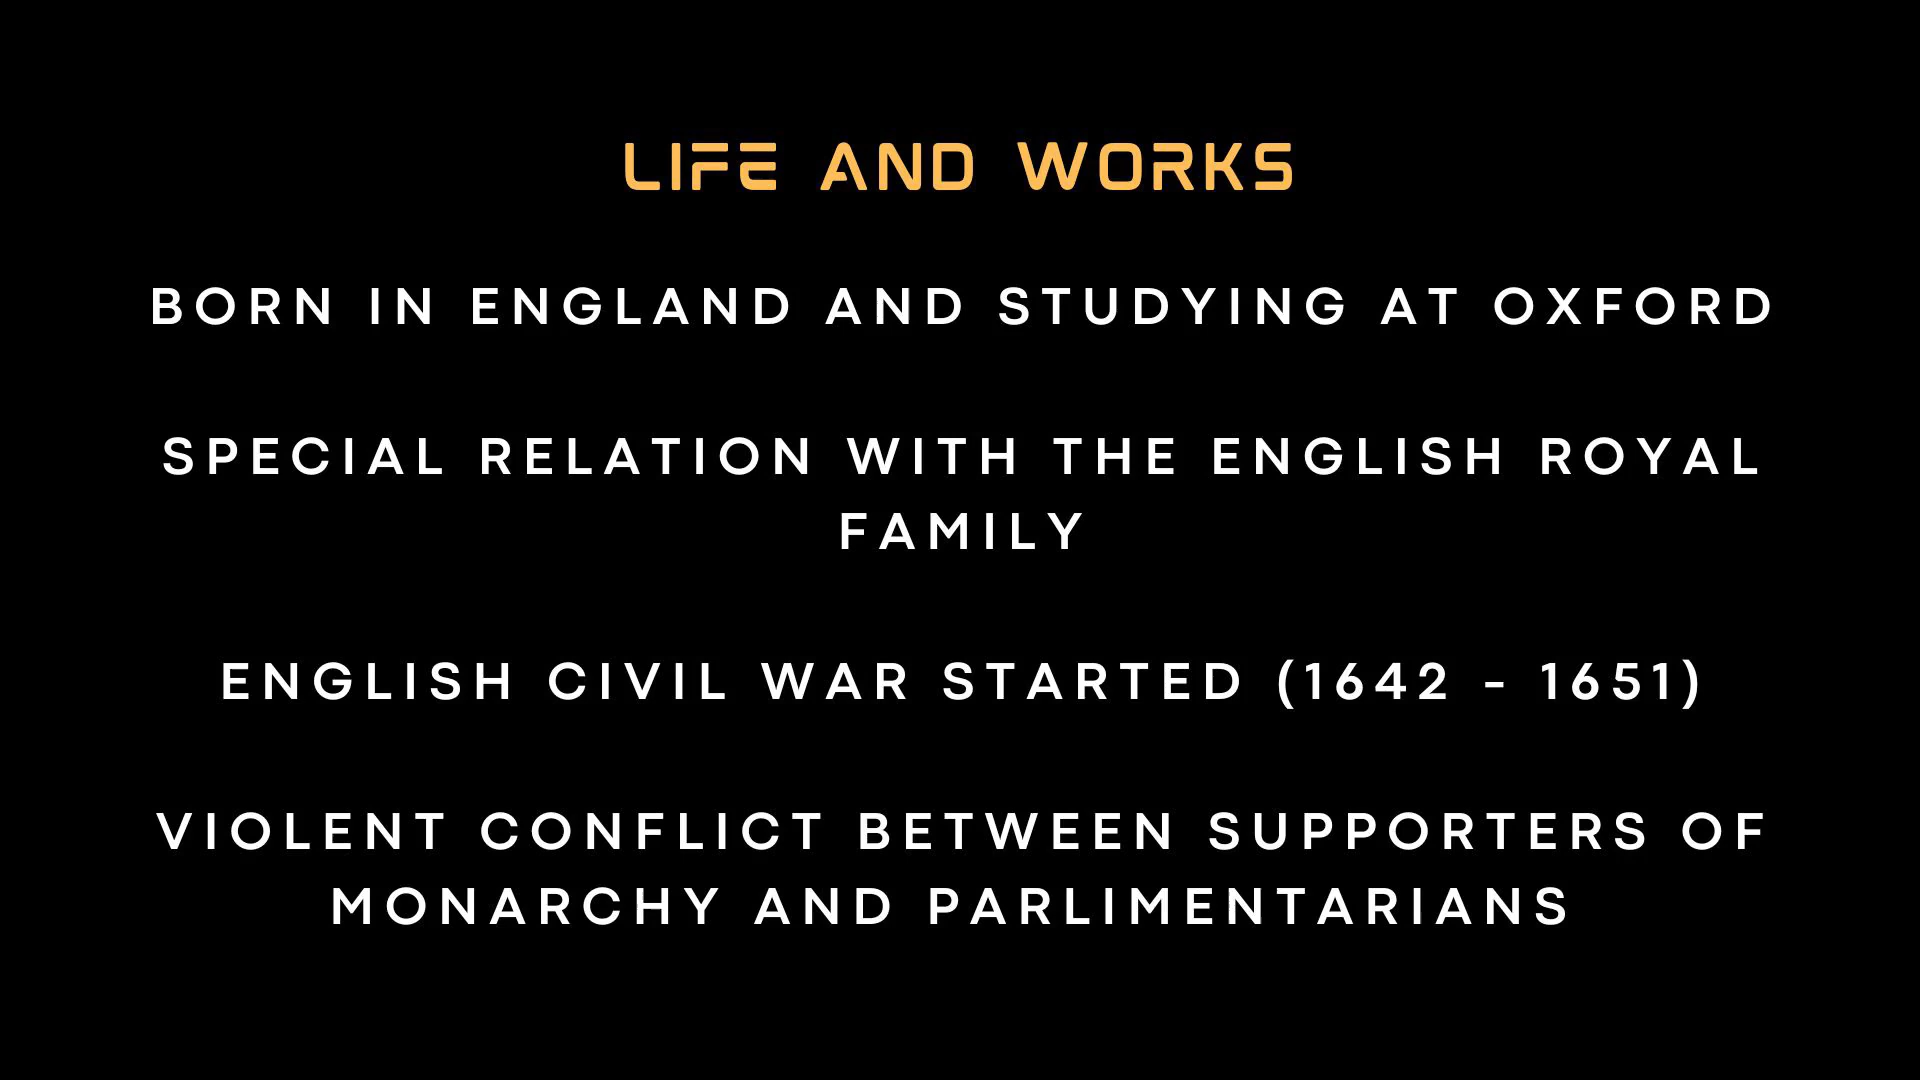 LIFE AND WORKS
BORN IN ENGLAND AND STUDYING AT OXFORD
SPECIAL RELATION WITH THE ENGLISH ROYAL
FAMILY
ENGLISH CIVIL WAR STARTED (1642 - 1651)
VIOLENT CONFLICT BETWEEN SUPPORTERS OF
MONARCHY AND PARLIMENTARIANS